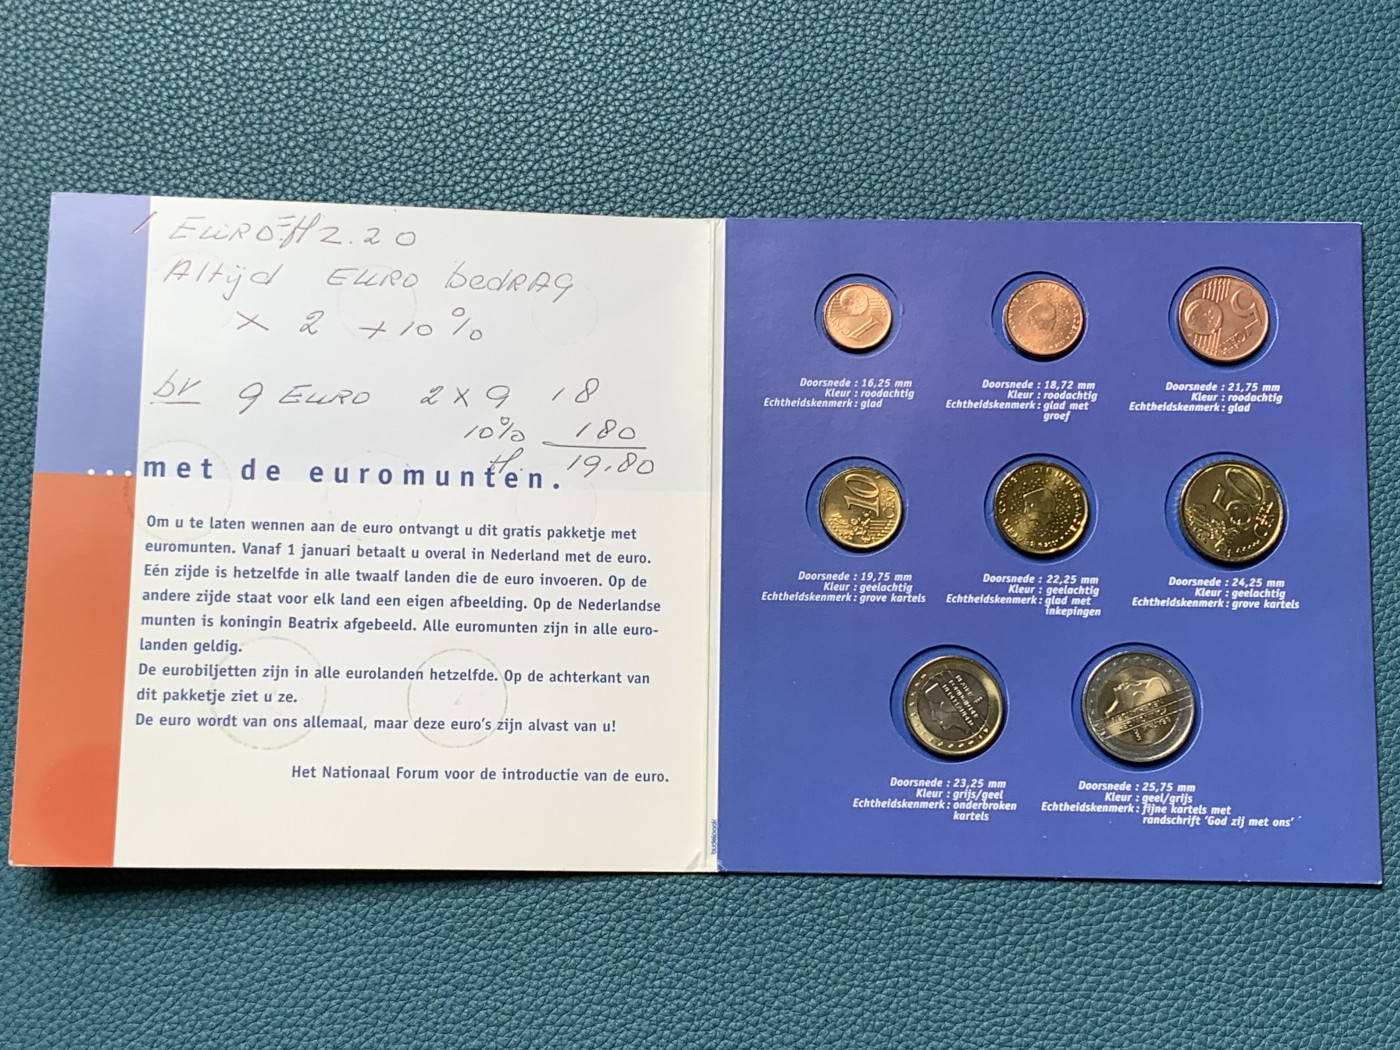 1 EURO = fl 2.20
Altijd EURO bedrag
x 2 + 10 %
bv 9 EURO 2 x 9 18
10% 180
fl. 19.80
...met de euromunten.
Om u te laten wennen aan de euro ontvangt u dit gratis pakketje met
euromunten. Vanaf 1 januari betaalt u overal in Nederland met de euro.
Eén zijde is hetzelfde in alle twaalf landen die de euro invoeren. Op de
andere zijde staat voor elk land een eigen afbeelding. Op de Nederlandse
munten is koningin Beatrix afgebeeld. Alle euromunten zijn in alle euro-
landen geldig.
De eurobiljetten zijn in alle eurolanden hetzelfde. Op de achterkant van
dit pakketje ziet u ze.
De euro wordt van ons allemaal, maar deze euro's zijn alvast van u!
Het Nationaal Forum voor de introductie van de euro.
1
Doorsnede : 16,25 mm
Kleur : roodachtig
Echtheidskenmerk : glad
Doorsnede : 18,72 mm
Kleur : roodachtig
Echtheidskenmerk : glad met
groef
5
Doorsnede : 21,75 mm
Kleur : roodachtig
Echtheidskenmerk : glad
10
Doorsnede : 19,75 mm
Kleur : geelachtig
Echtheidskenmerk : grove kartels
Doorsnede : 22,25 mm
Kleur : geelachtig
Echtheidskenmerk : glad met
inkepingen
50
Doorsnede : 24,25 mm
Kleur : geelachtig
Echtheidskenmerk : grove kartels
Doorsnede : 23,25 mm
Kleur : grijs/geel
Echtheidskenmerk : onderbroken
kartels
Doorsnede : 25,75 mm
Kleur : geel/grijs
Echtheidskenmerk : fijne kartels met
randschrift 'God zij met ons'